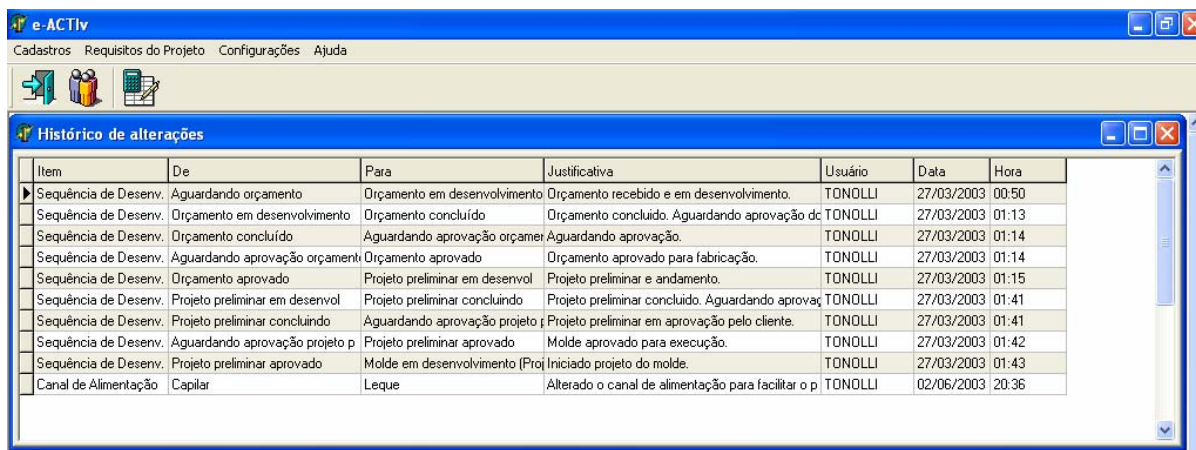 e-ACTIv
Cadastros Requisitos do Projeto Configurações Ajuda
Histórico de alterações
Item De Para Justificativa Usuário Data Hora
Sequência de Desenv. Aguardando orçamento Orçamento em desenvolvimento Orçamento recebido e em desenvolvimento. TONOLLI 27/03/2003 00:50
Sequência de Desenv. Orçamento em desenvolvimento Orçamento concluído Orçamento concluido. Aguardando aprovação do TONOLLI 27/03/2003 01:13
Sequência de Desenv. Orçamento concluído Aguardando aprovação orçamen Aguardando aprovação. TONOLLI 27/03/2003 01:14
Sequência de Desenv. Aguardando aprovação orçament Orçamento aprovado Orçamento aprovado para fabricação. TONOLLI 27/03/2003 01:14
Sequência de Desenv. Orçamento aprovado Projeto preliminar em desenvol Projeto preliminar e andamento. TONOLLI 27/03/2003 01:15
Sequência de Desenv. Projeto preliminar em desenvol Projeto preliminar concluindo Projeto preliminar concluido. Aguardando aprovaç TONOLLI 27/03/2003 01:41
Sequência de Desenv. Projeto preliminar concluindo Aguardando aprovação projeto p Projeto preliminar em aprovação pelo cliente. TONOLLI 27/03/2003 01:41
Sequência de Desenv. Aguardando aprovação projeto p Projeto preliminar aprovado Molde aprovado para execução. TONOLLI 27/03/2003 01:42
Sequência de Desenv. Projeto preliminar aprovado Molde em desenvolvimento (Proj Iniciado projeto do molde. TONOLLI 27/03/2003 01:43
Canal de Alimentação Capilar Leque Alterado o canal de alimentação para facilitar o p TONOLLI 02/06/2003 20:36